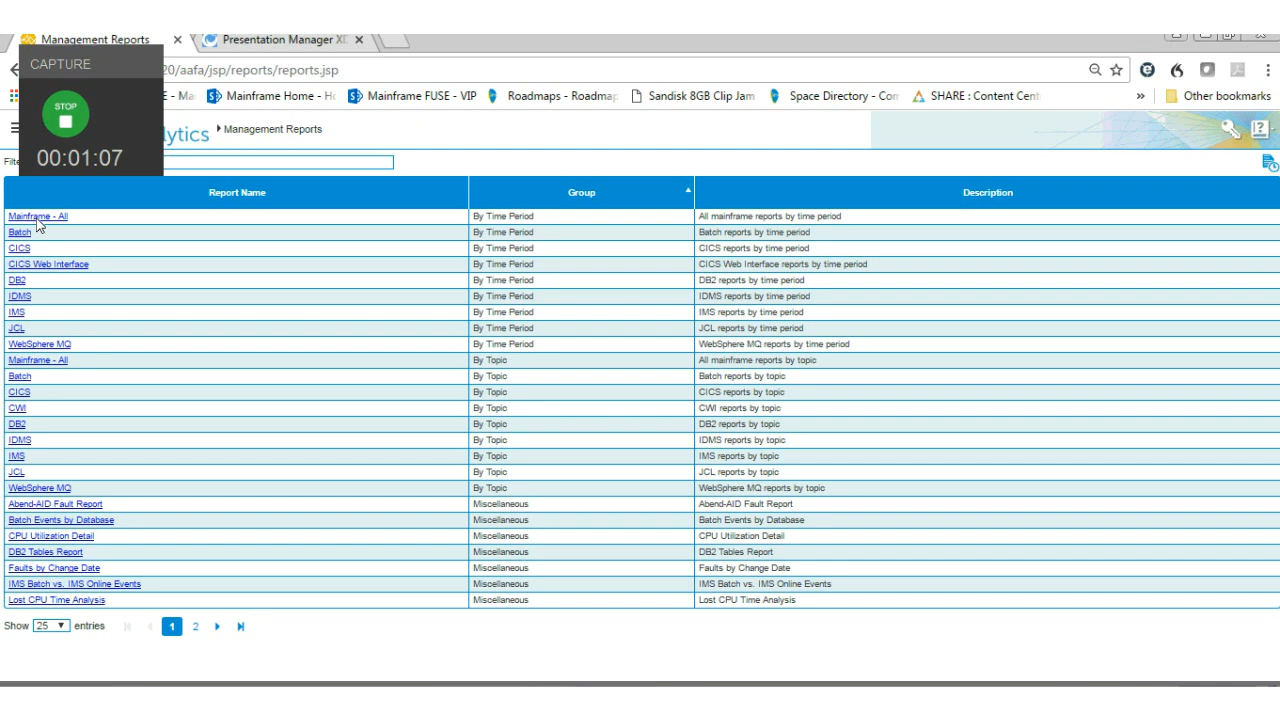 Management Reports
Presentation Manager
CAPTURE
20/aafa/jsp/reports/reports.jsp
STOP
Mainframe Home - Ho
Mainframe FUSE - VIP
Roadmaps - Roadmap
Sandisk 8GB Clip Jam
Space Directory - Com
SHARE : Content Cent
»
Other bookmarks
lytics
Management Reports
00:01:07
Filte
Report Name
Group
Description
Mainframe - All
By Time Period
All mainframe reports by time period
Batch
By Time Period
Batch reports by time period
CICS
By Time Period
CICS reports by time period
CICS Web Interface
By Time Period
CICS Web Interface reports by time period
DB2
By Time Period
DB2 reports by time period
IDMS
By Time Period
IDMS reports by time period
IMS
By Time Period
IMS reports by time period
JCL
By Time Period
JCL reports by time period
WebSphere MQ
By Time Period
WebSphere MQ reports by time period
Mainframe - All
By Topic
All mainframe reports by topic
Batch
By Topic
Batch reports by topic
CICS
By Topic
CICS reports by topic
CWI
By Topic
CWI reports by topic
DB2
By Topic
DB2 reports by topic
IDMS
By Topic
IDMS reports by topic
IMS
By Topic
IMS reports by topic
JCL
By Topic
JCL reports by topic
WebSphere MQ
By Topic
WebSphere MQ reports by topic
Abend-AID Fault Report
Miscellaneous
Abend-AID Fault Report
Batch Events by Database
Miscellaneous
Batch Events by Database
CPU Utilization Detail
Miscellaneous
CPU Utilization Detail
DB2 Tables Report
Miscellaneous
DB2 Tables Report
Faults by Change Date
Miscellaneous
Faults by Change Date
IMS Batch vs. IMS Online Events
Miscellaneous
IMS Batch vs. IMS Online Events
Lost CPU Time Analysis
Miscellaneous
Lost CPU Time Analysis
Show 25 entries
1
2